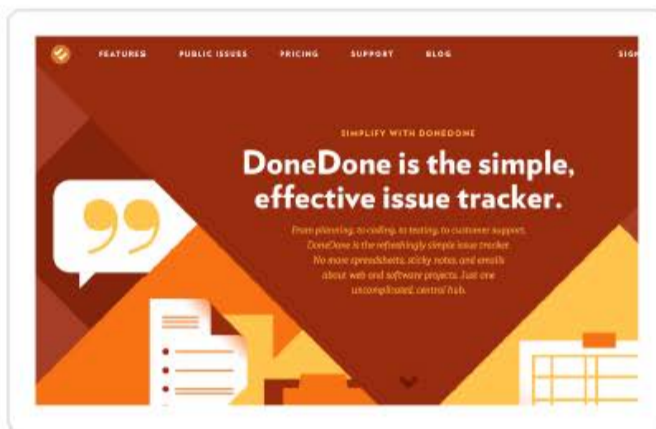 FEATURES PUBLIC ISSUES PRICING SUPPORT BLOG SIGN
SIMPLIFY WITH DONEDONE
DoneDone is the simple,
effective issue tracker.
From planning, to coding, to testing, to customer support,
DoneDone is the refreshingly simple issue tracker.
No more spreadsheets, sticky notes, and emails
about web and software projects. Just one
uncomplicated, central hub.